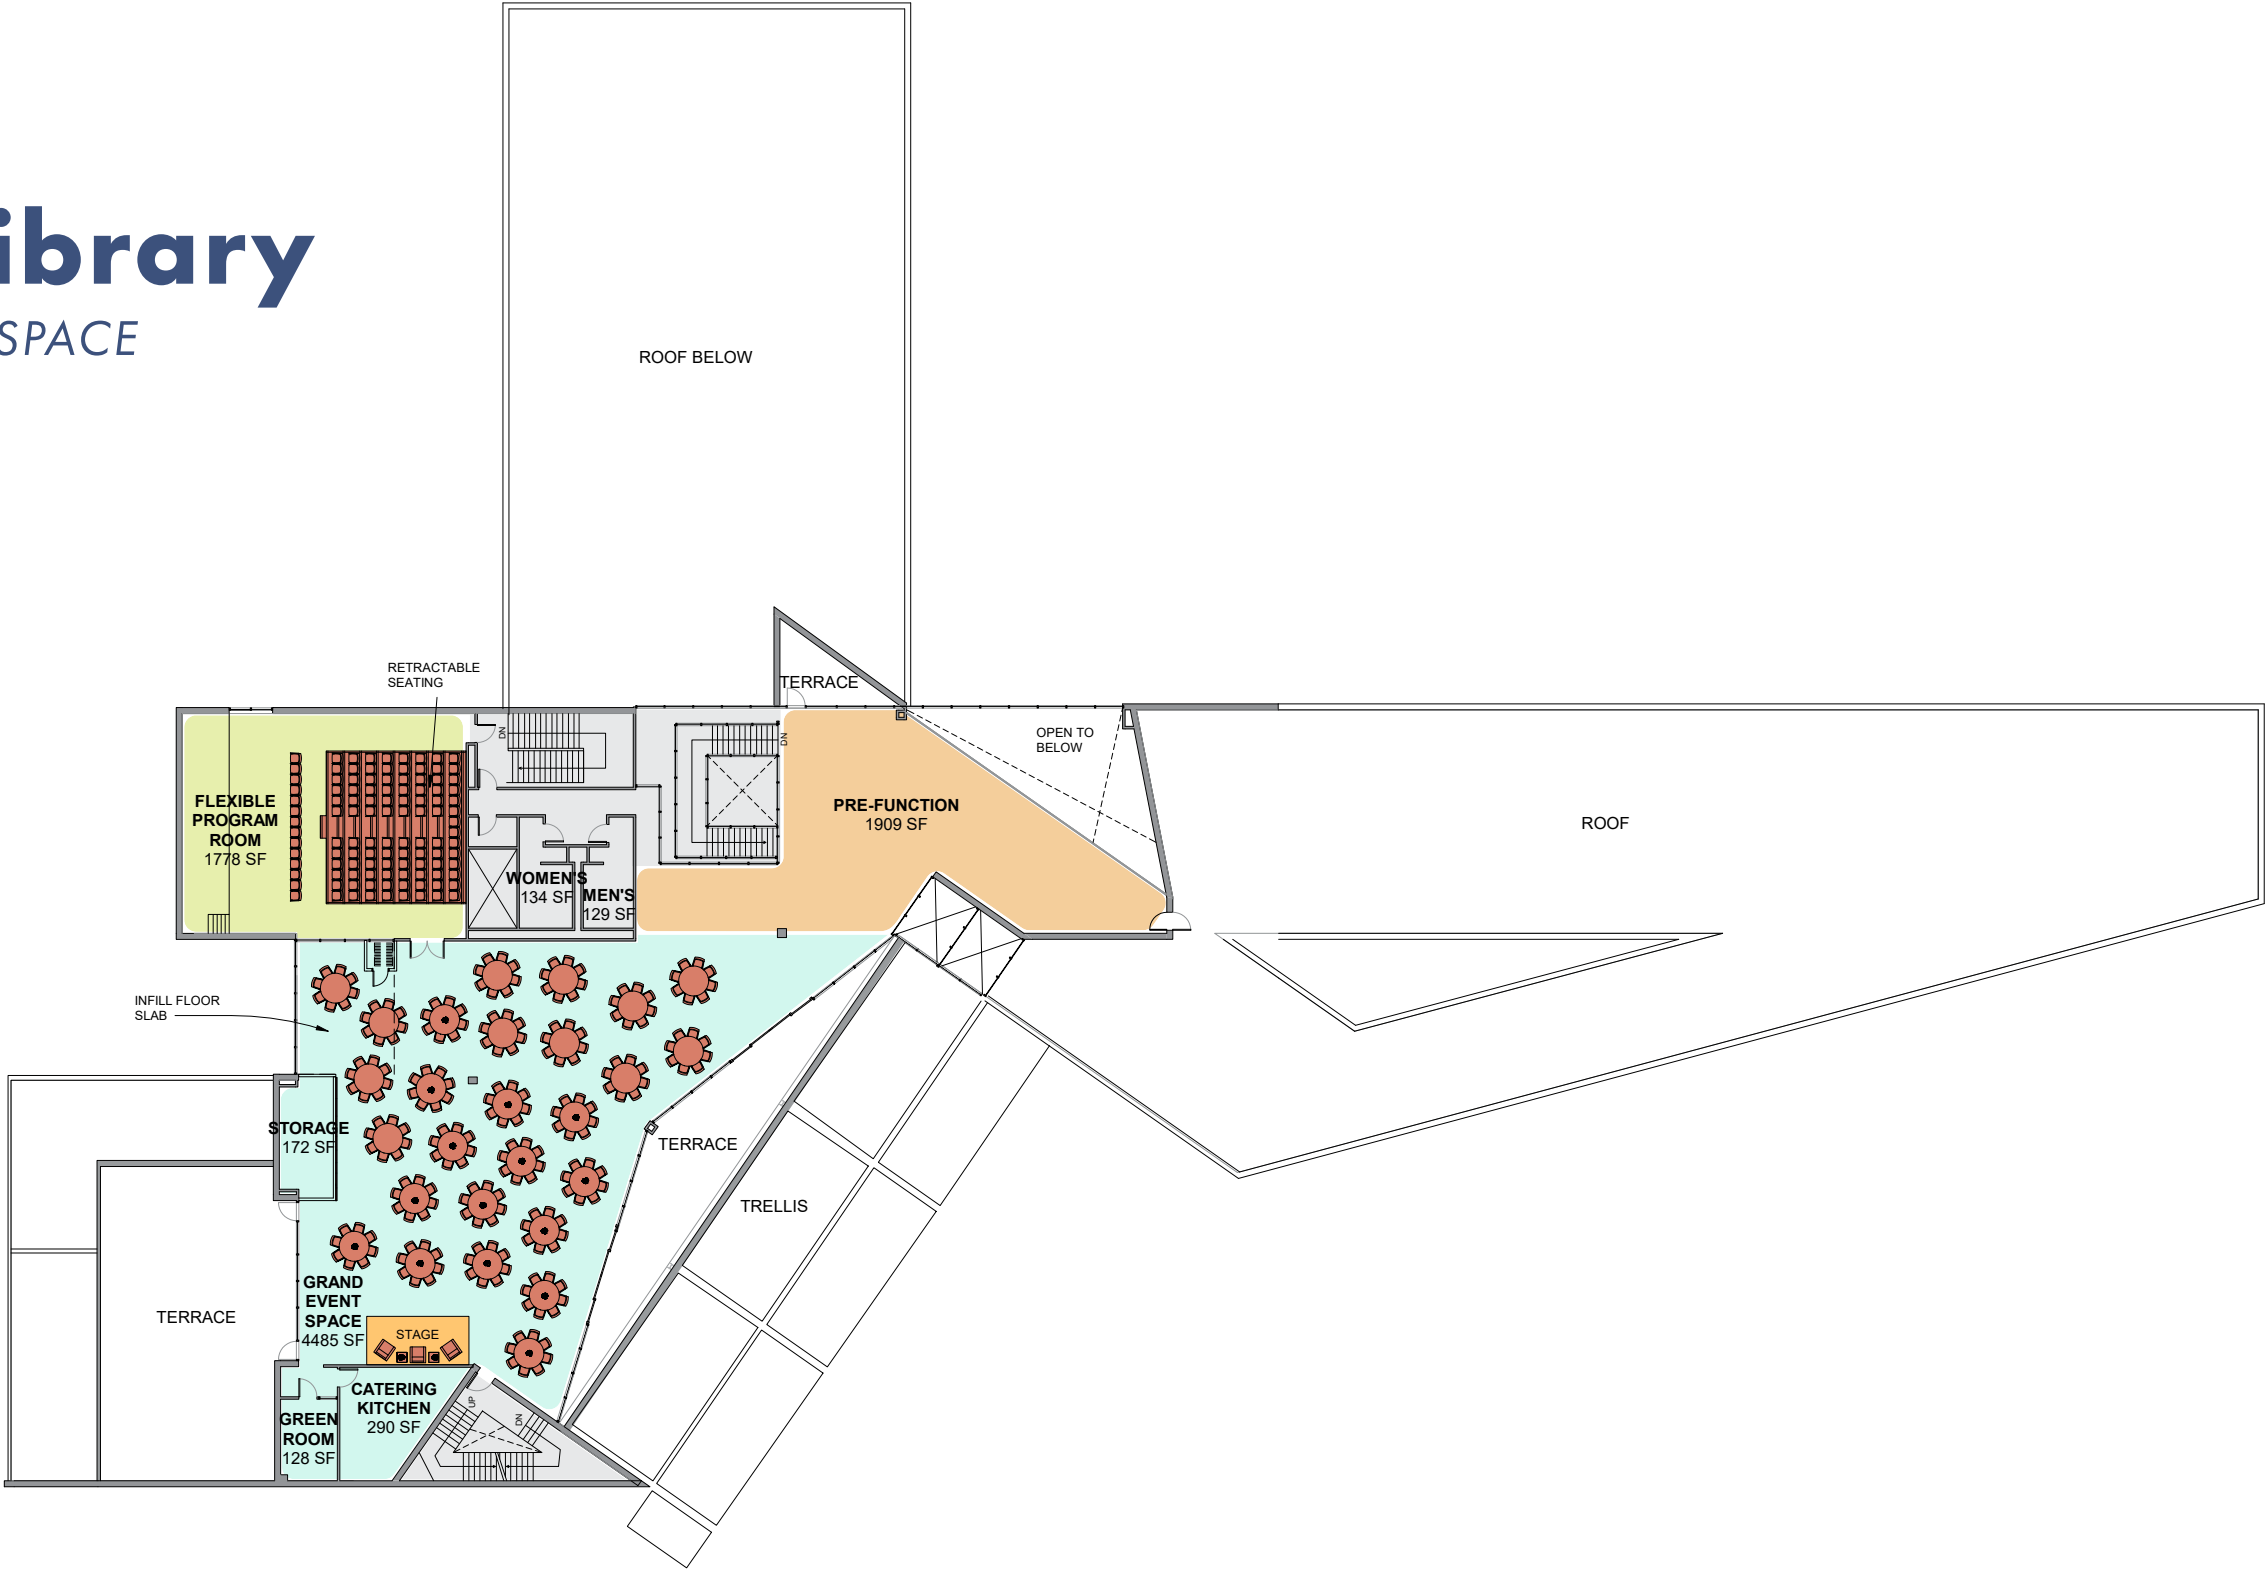 ibrary
SPACE
ROOF BELOW
RETRACTABLE
SEATING
TERRACE
DN
DN
OPEN TO
BELOW
FLEXIBLE
PROGRAM
ROOM
1778 SF
PRE-FUNCTION
1909 SF
ROOF
WOMEN'S
134 SF
MEN'S
129 SF
INFILL FLOOR
SLAB
STORAGE
172 SF
TERRACE
TRELLIS
GRAND
EVENT
SPACE
4485 SF
TERRACE
STAGE
CATERING
KITCHEN
290 SF
GREEN
ROOM
128 SF
UP
DN